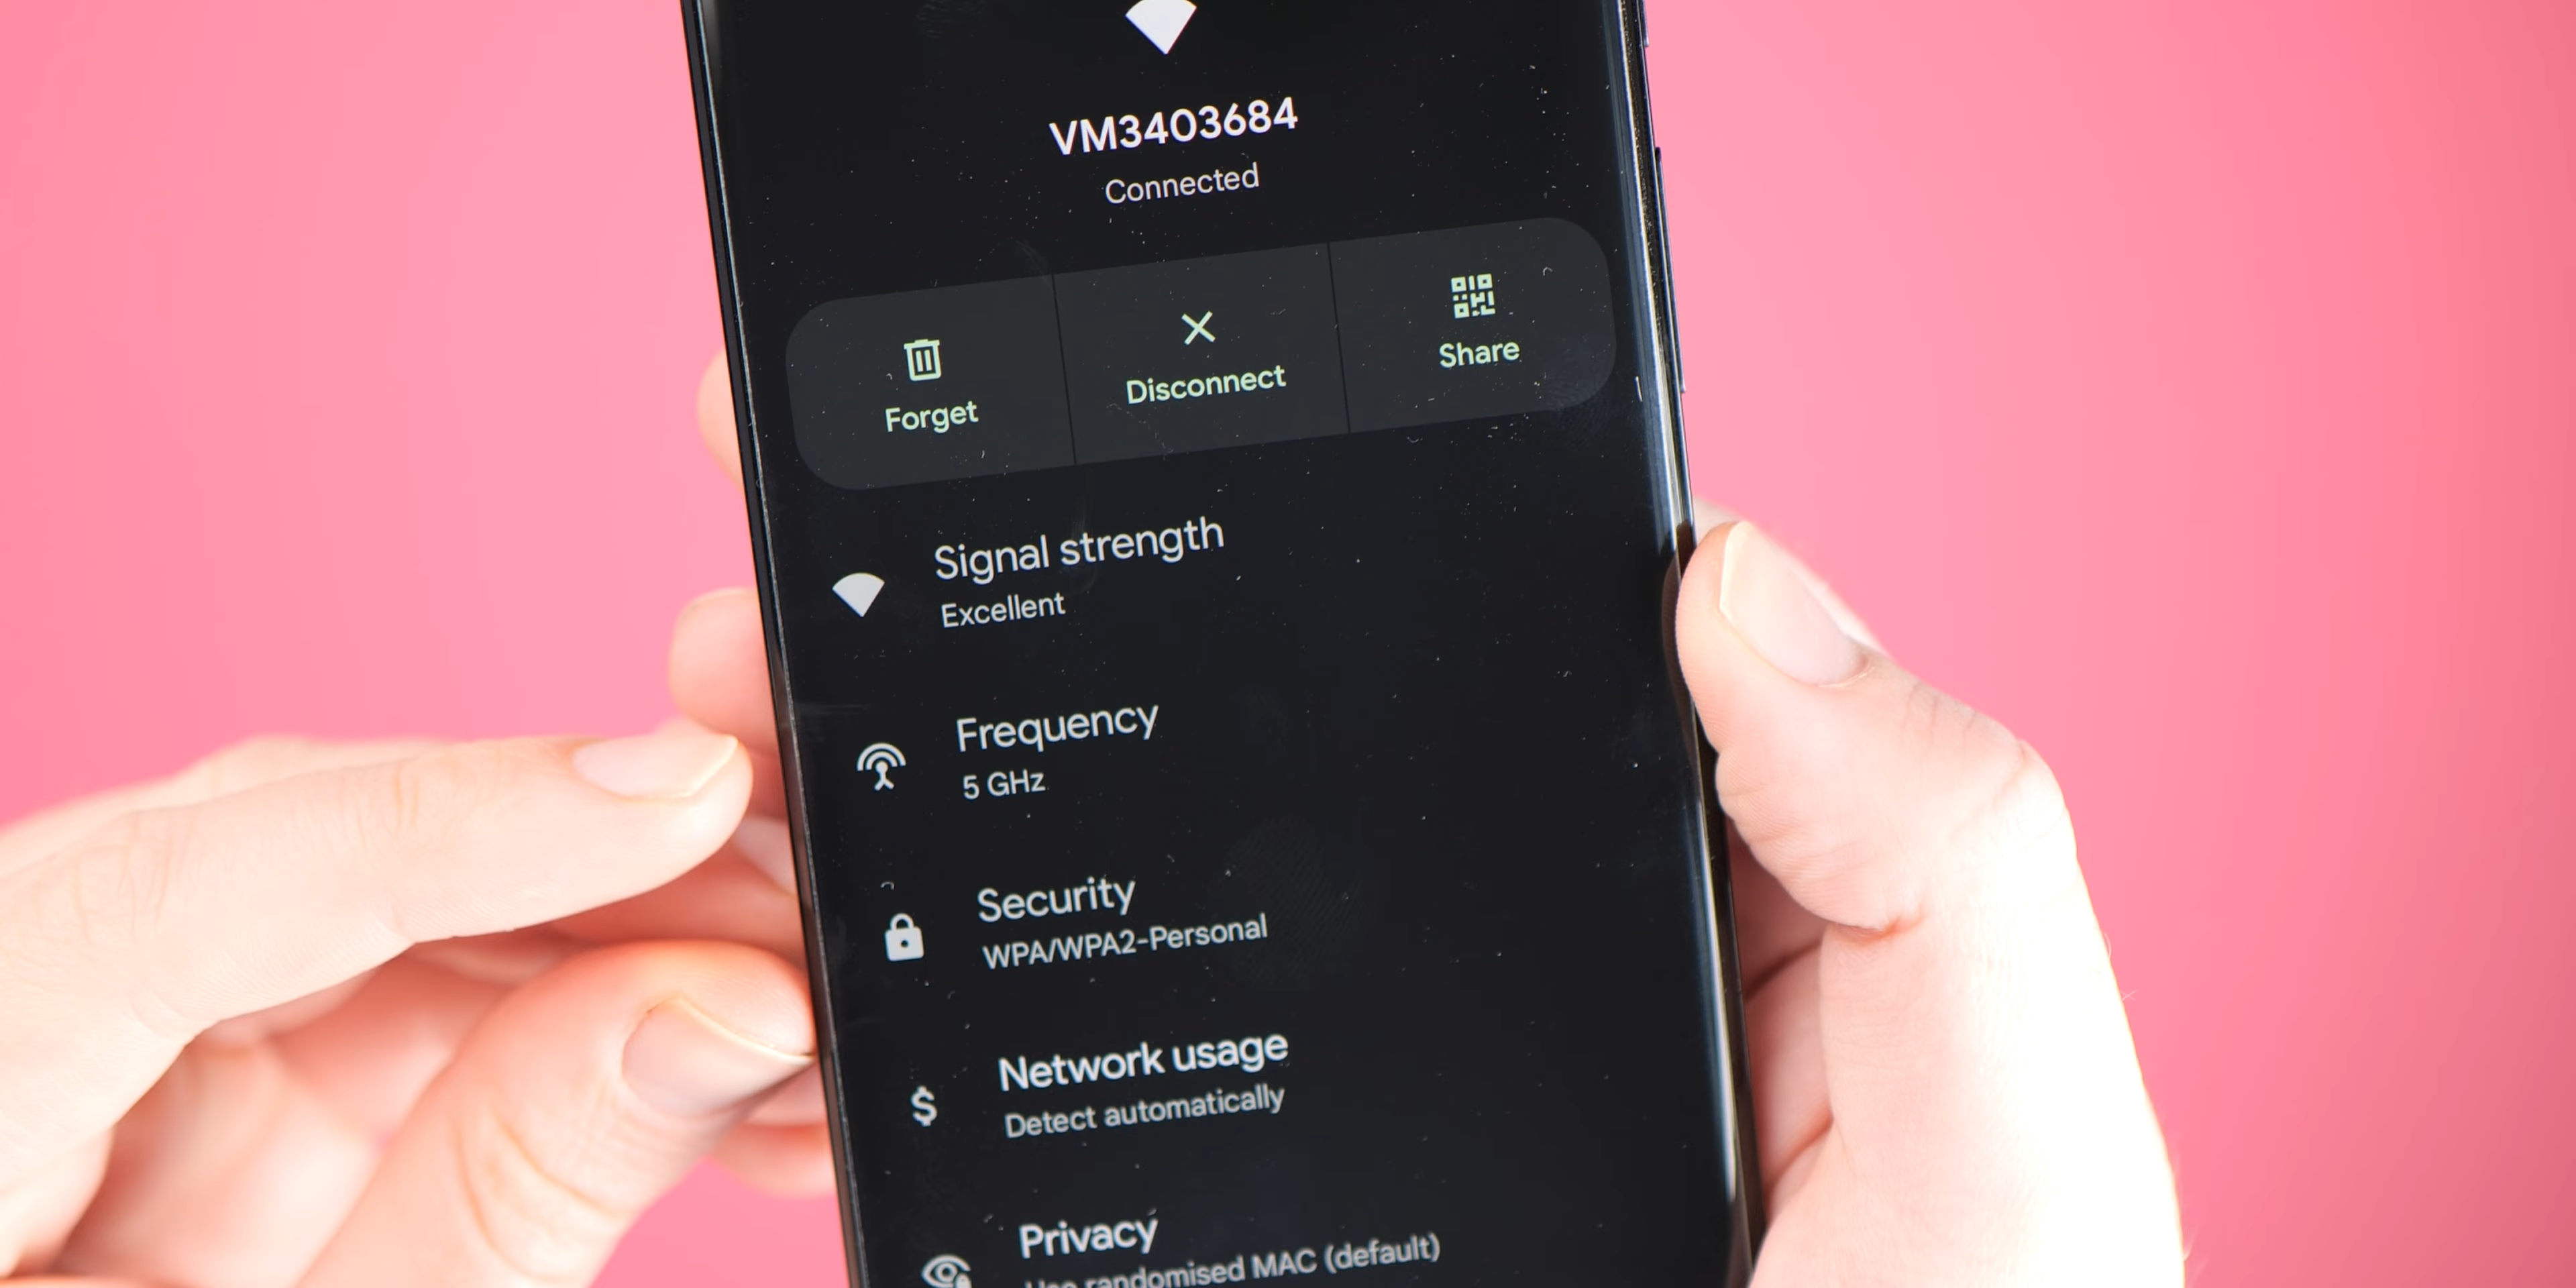 VM3403684
Connected
Forget
Disconnect
Share
Signal strength
Excellent
Frequency
5 GHz
Security
WPA/WPA2-Personal
Network usage
Detect automatically
Privacy
Use randomised MAC (default)